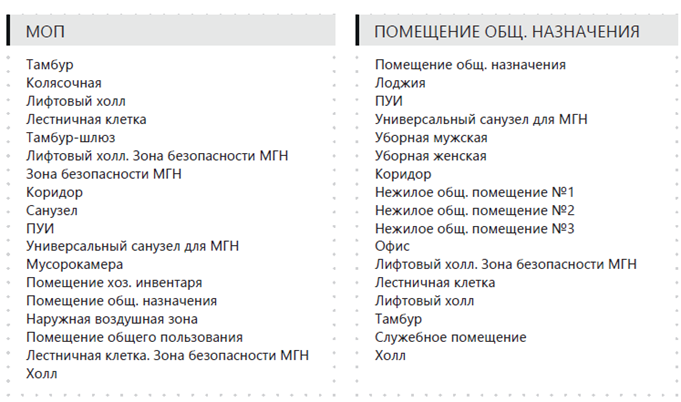 МОП
Тамбур
Колясочная
Лифтовый холл
Лестничная клетка
Тамбур-шлюз
Лифтовый холл. Зона безопасности МГН
Зона безопасности МГН
Коридор
Санузел
ПУИ
Универсальный санузел для МГН
Мусорокамера
Помещение хоз. инвентаря
Помещение общ. назначения
Наружная воздушная зона
Помещение общего пользования
Лестничная клетка. Зона безопасности МГН
Холл
ПОМЕЩЕНИЕ ОБЩ. НАЗНАЧЕНИЯ
Помещение общ. назначения
Лоджия
ПУИ
Универсальный санузел для МГН
Уборная мужская
Уборная женская
Коридор
Нежилое общ. помещение №1
Нежилое общ. помещение №2
Нежилое общ. помещение №3
Офис
Лифтовый холл. Зона безопасности МГН
Лестничная клетка
Лифтовый холл
Тамбур
Служебное помещение
Холл